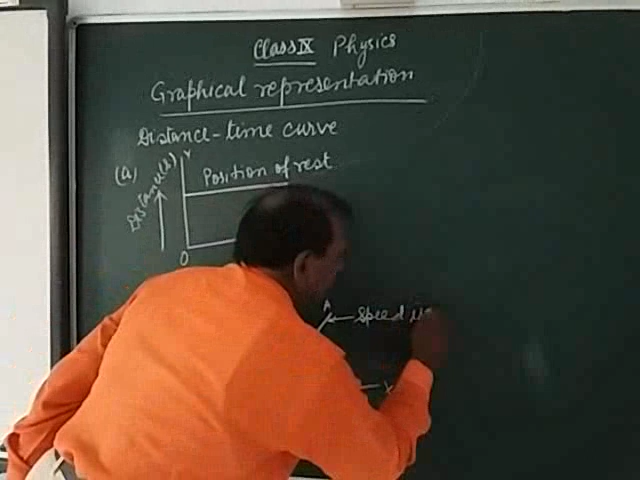 Class IX Physics
Graphical representation
Distance-time curve
(a)
Y
Distance(s)
Position of rest
O
A
Speed
X